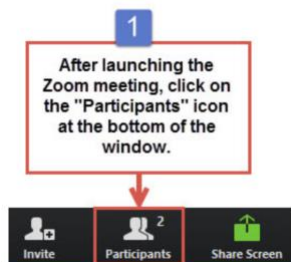 1
After launching the
Zoom meeting, click on
the "Participants" icon
at the bottom of the
window.
2
Invite
Participants
Share Screen